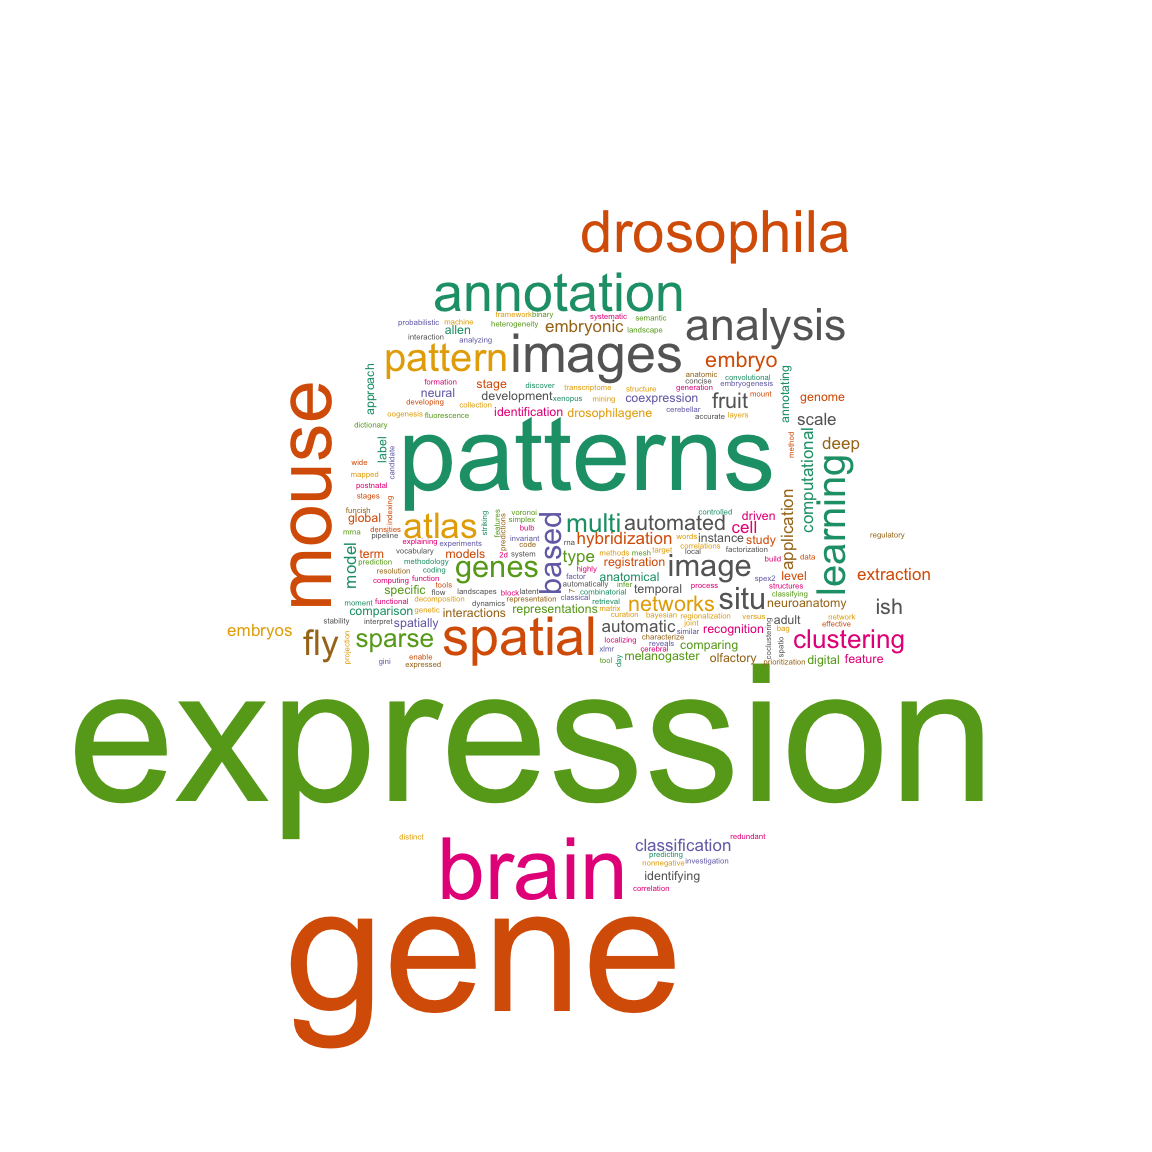 drosophila
annotation
framework binary systematic semantic
probabilistic machine heterogeneity embryonic landscape
allen
interaction analyzing
analysis
pattern images embryo
approach
formation stage discover transcriptome structure
anatomic convolutional
concise embryogenesis
generation
neural development xenopus mining coexpression fruit mount annotating genome
developing collection identification drosophilagene cerebellar accurate layers
oogenesis fluorescence
scale
dictionary
mouse
patterns
label candidate
method computational deep
wide
mapped
postnatal
stages
learning
funcish indexing
global
atlas
striking features predictions
voronoi
simplex
bulb
invariant
code
based
multi automated
controlled
driven
cell
application
mrna densities
pipeline
explaining experiments
2d system
rna
hybridization words instance study
correlations
regulatory
model
term vocabulary models
type methods mesh target local factorization
registration
build data
prediction methodology
genes
highly
image
resolution coding
level extraction
computing function
factor anatomical
spex2
structures
specific tools flow landscapes block latent
automatically 7 infer temporal process
combinatorial
classifying
moment functional decomposition representation classical retrieval
networks situ neuroanatomy
comparison genetic interactions dynamics
representations matrix
ish
stability interpret spatially
curation bayesian regionalization versus adult network
effective
embryos fly projection sparse
spatial
automatic joint similar recognition coclustering bag spatio
localizing characterize comparing
reveals
clustering
gini enable
expressed
xlmr cerebral
tool day melanogaster olfactory prioritization digital feature
expression
distinct redundant
brain
classification
predicting
nonnegative investigation
identifying
correlation
gene